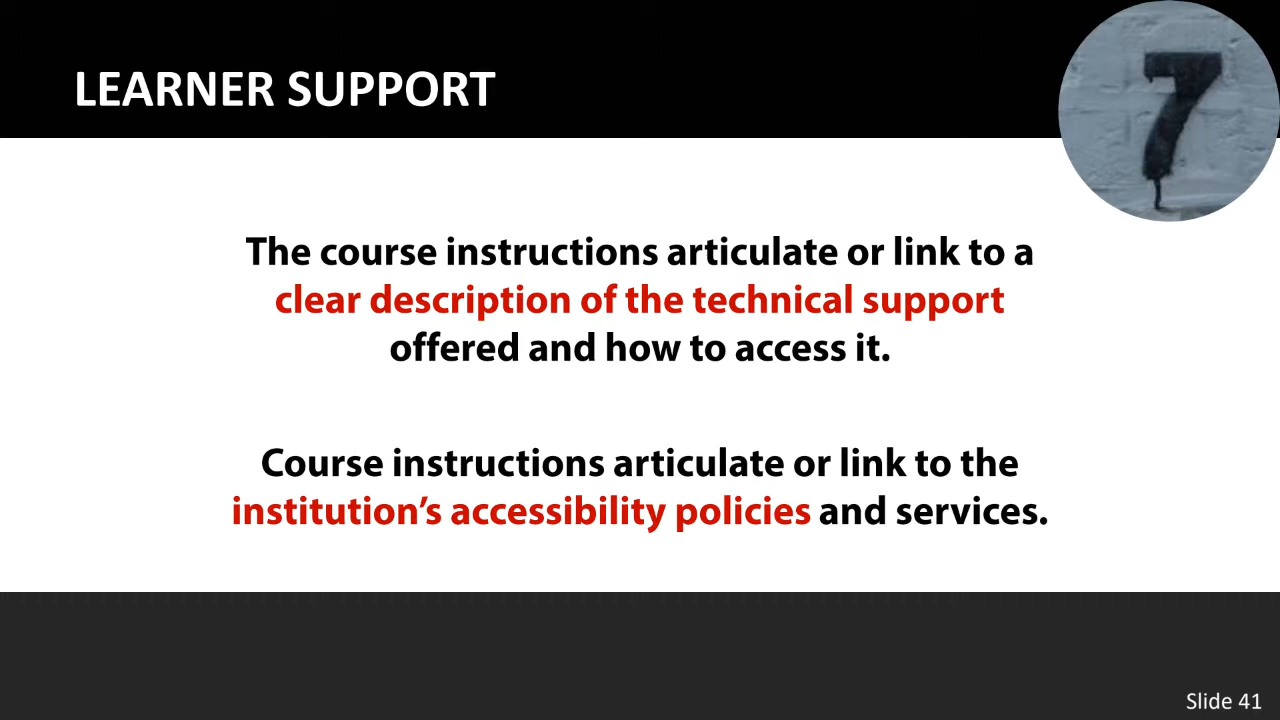 LEARNER SUPPORT
7
The course instructions articulate or link to a
clear description of the technical support
offered and how to access it.
Course instructions articulate or link to the
institution’s accessibility policies and services.
Slide 41